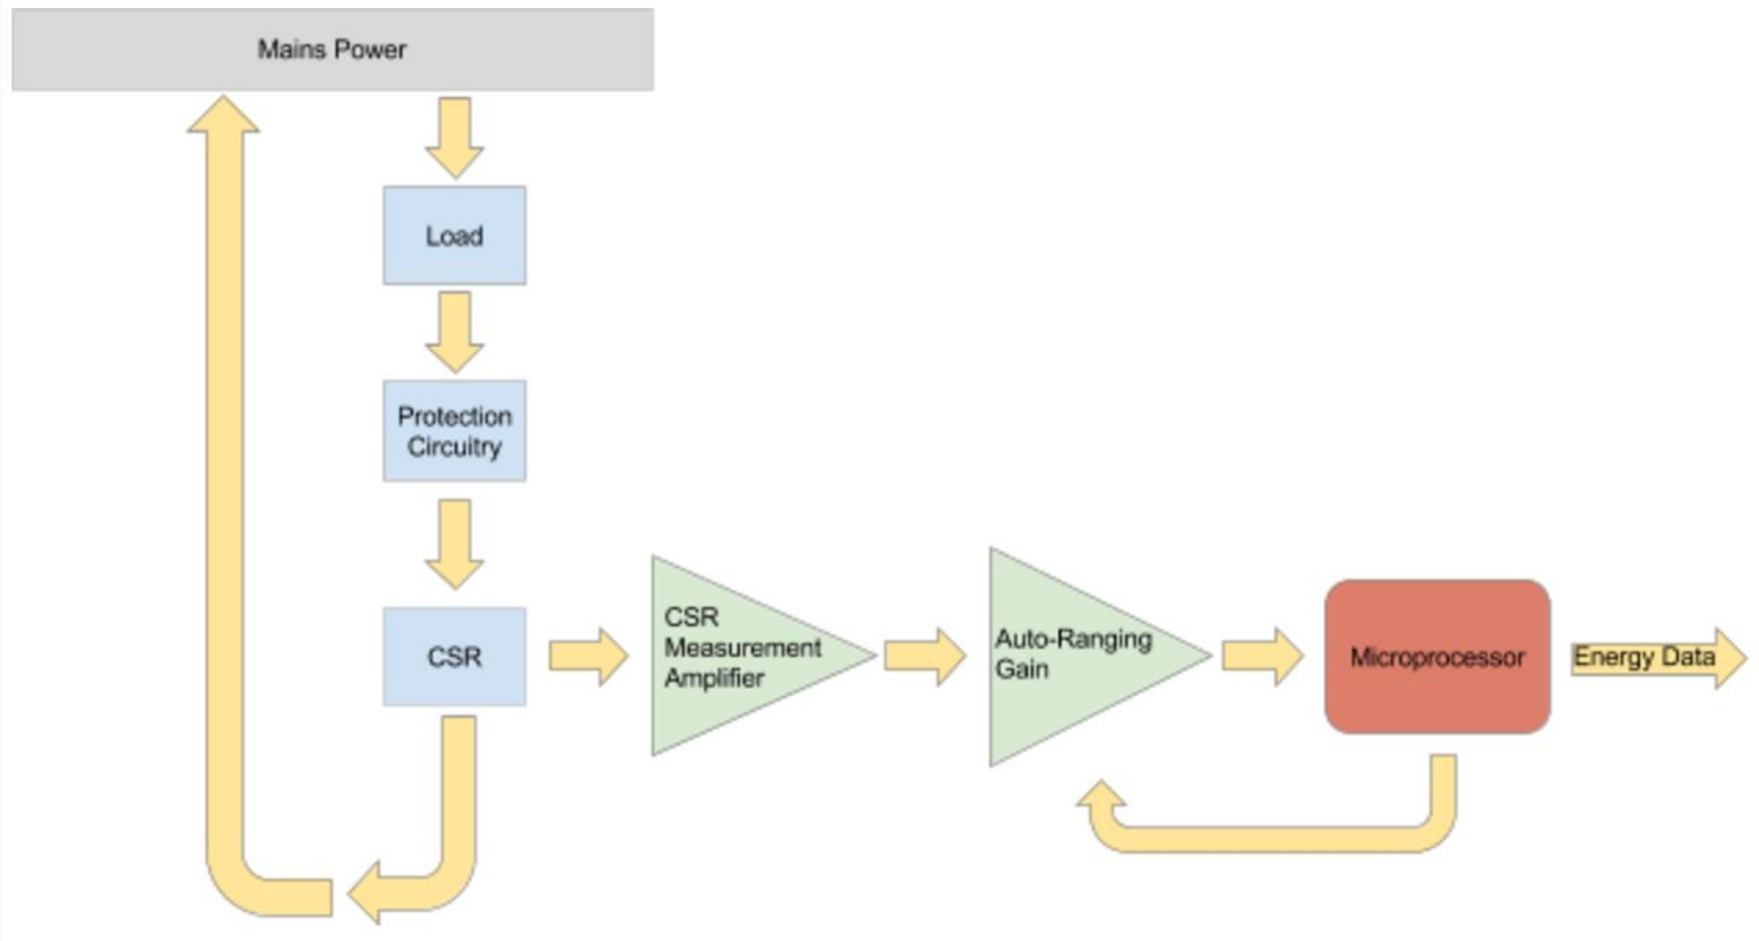 Mains Power
Load
Protection
Circuitry
CSR
CSR
Measurement
Amplifier
Auto-Ranging
Gain
Microprocessor
Energy Data